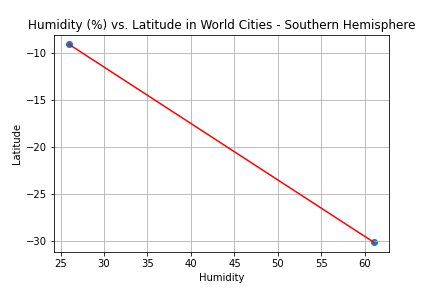 Humidity (%) vs. Latitude in World Cities - Southern Hemisphere
−10
−15
−20
−25
−30
Latitude
25 30 35 40 45 50 55 60
Humidity